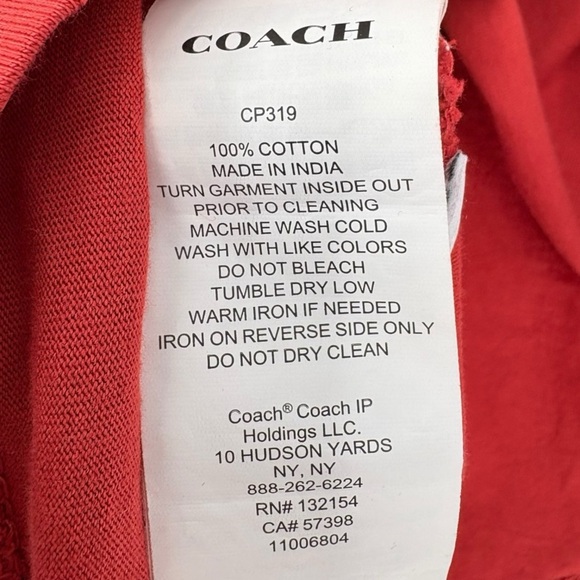 COACH
CP319
100% COTTON
MADE IN INDIA
TURN GARMENT INSIDE OUT
PRIOR TO CLEANING
MACHINE WASH COLD
WASH WITH LIKE COLORS
DO NOT BLEACH
TUMBLE DRY LOW
WARM IRON IF NEEDED
IRON ON REVERSE SIDE ONLY
DO NOT DRY CLEAN
Coach® Coach IP
Holdings LLC.
10 HUDSON YARDS
NY, NY
888-262-6224
RN# 132154
CA# 57398
11006804